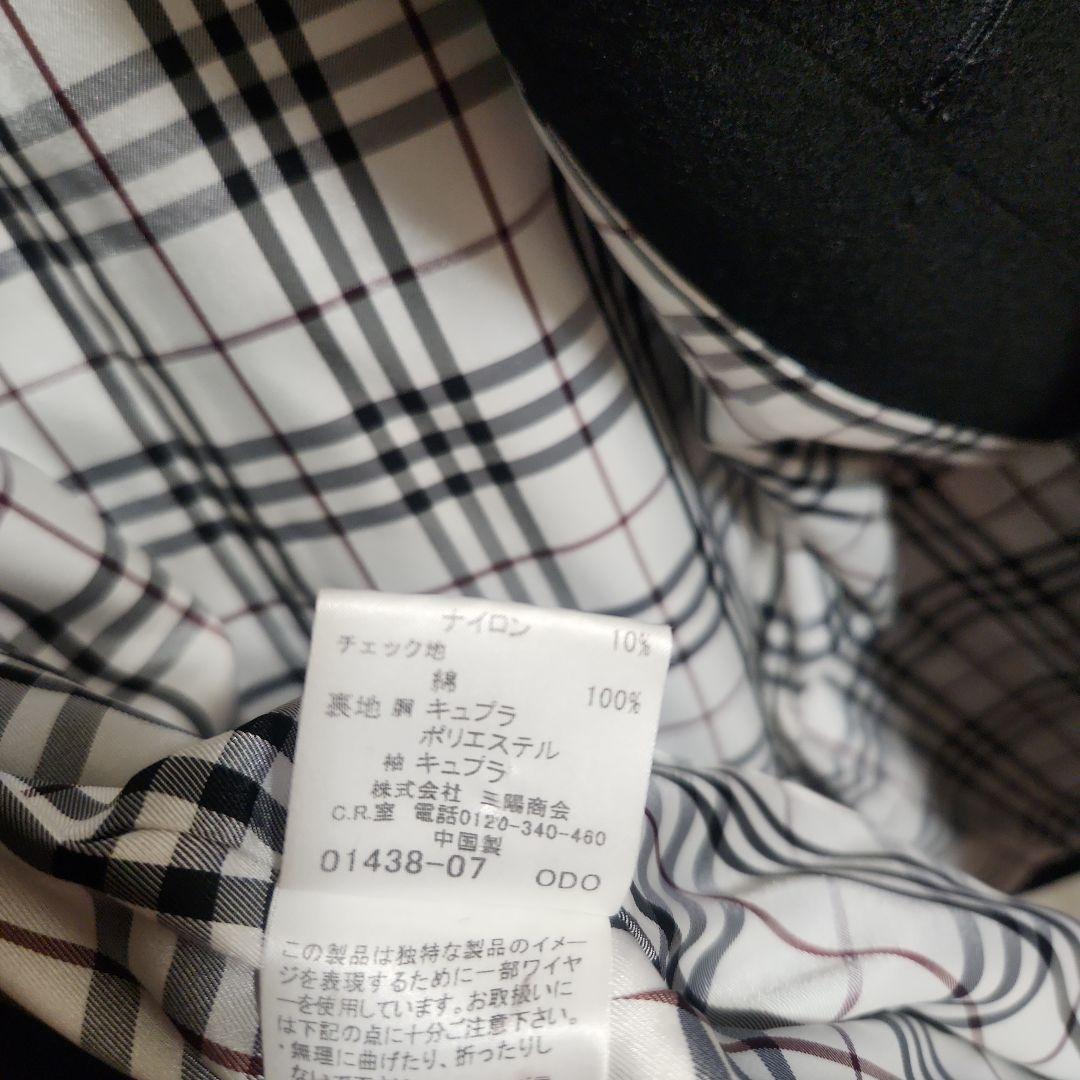 ナイロン 10%
チェック地
綿 100%
裏地 胴 キュプラ
ポリエステル
袖 キュプラ
株式会社 三陽商会
C.R.室 電話0120-340-460
中国製
01438-07 ODO
この製品は独特な製品のイメー
ジを表現するために一部ワイヤ
ーを使用しています。お取扱いに
は下記の点に十分ご注意下さい。
・無理に曲げたり、折ったりし